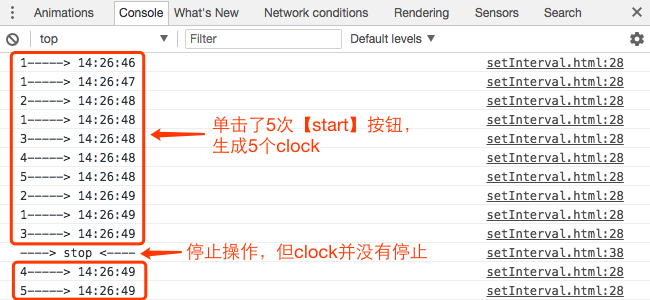 Animations Console What's New Network conditions Rendering Sensors Search
top Filter Default levels
1-----> 14:26:46 setInterval.html:28
1-----> 14:26:47 setInterval.html:28
2-----> 14:26:48 setInterval.html:28
1-----> 14:26:48 setInterval.html:28
3-----> 14:26:48 setInterval.html:28
4-----> 14:26:48 setInterval.html:28
5-----> 14:26:48 setInterval.html:28
2-----> 14:26:49 setInterval.html:28
1-----> 14:26:49 setInterval.html:28
3-----> 14:26:49 setInterval.html:28
单击了5次【start】按钮，
生成5个clock
----> stop <---- setInterval.html:38
停止操作，但clock并没有停止
4-----> 14:26:49 setInterval.html:28
5-----> 14:26:49 setInterval.html:28